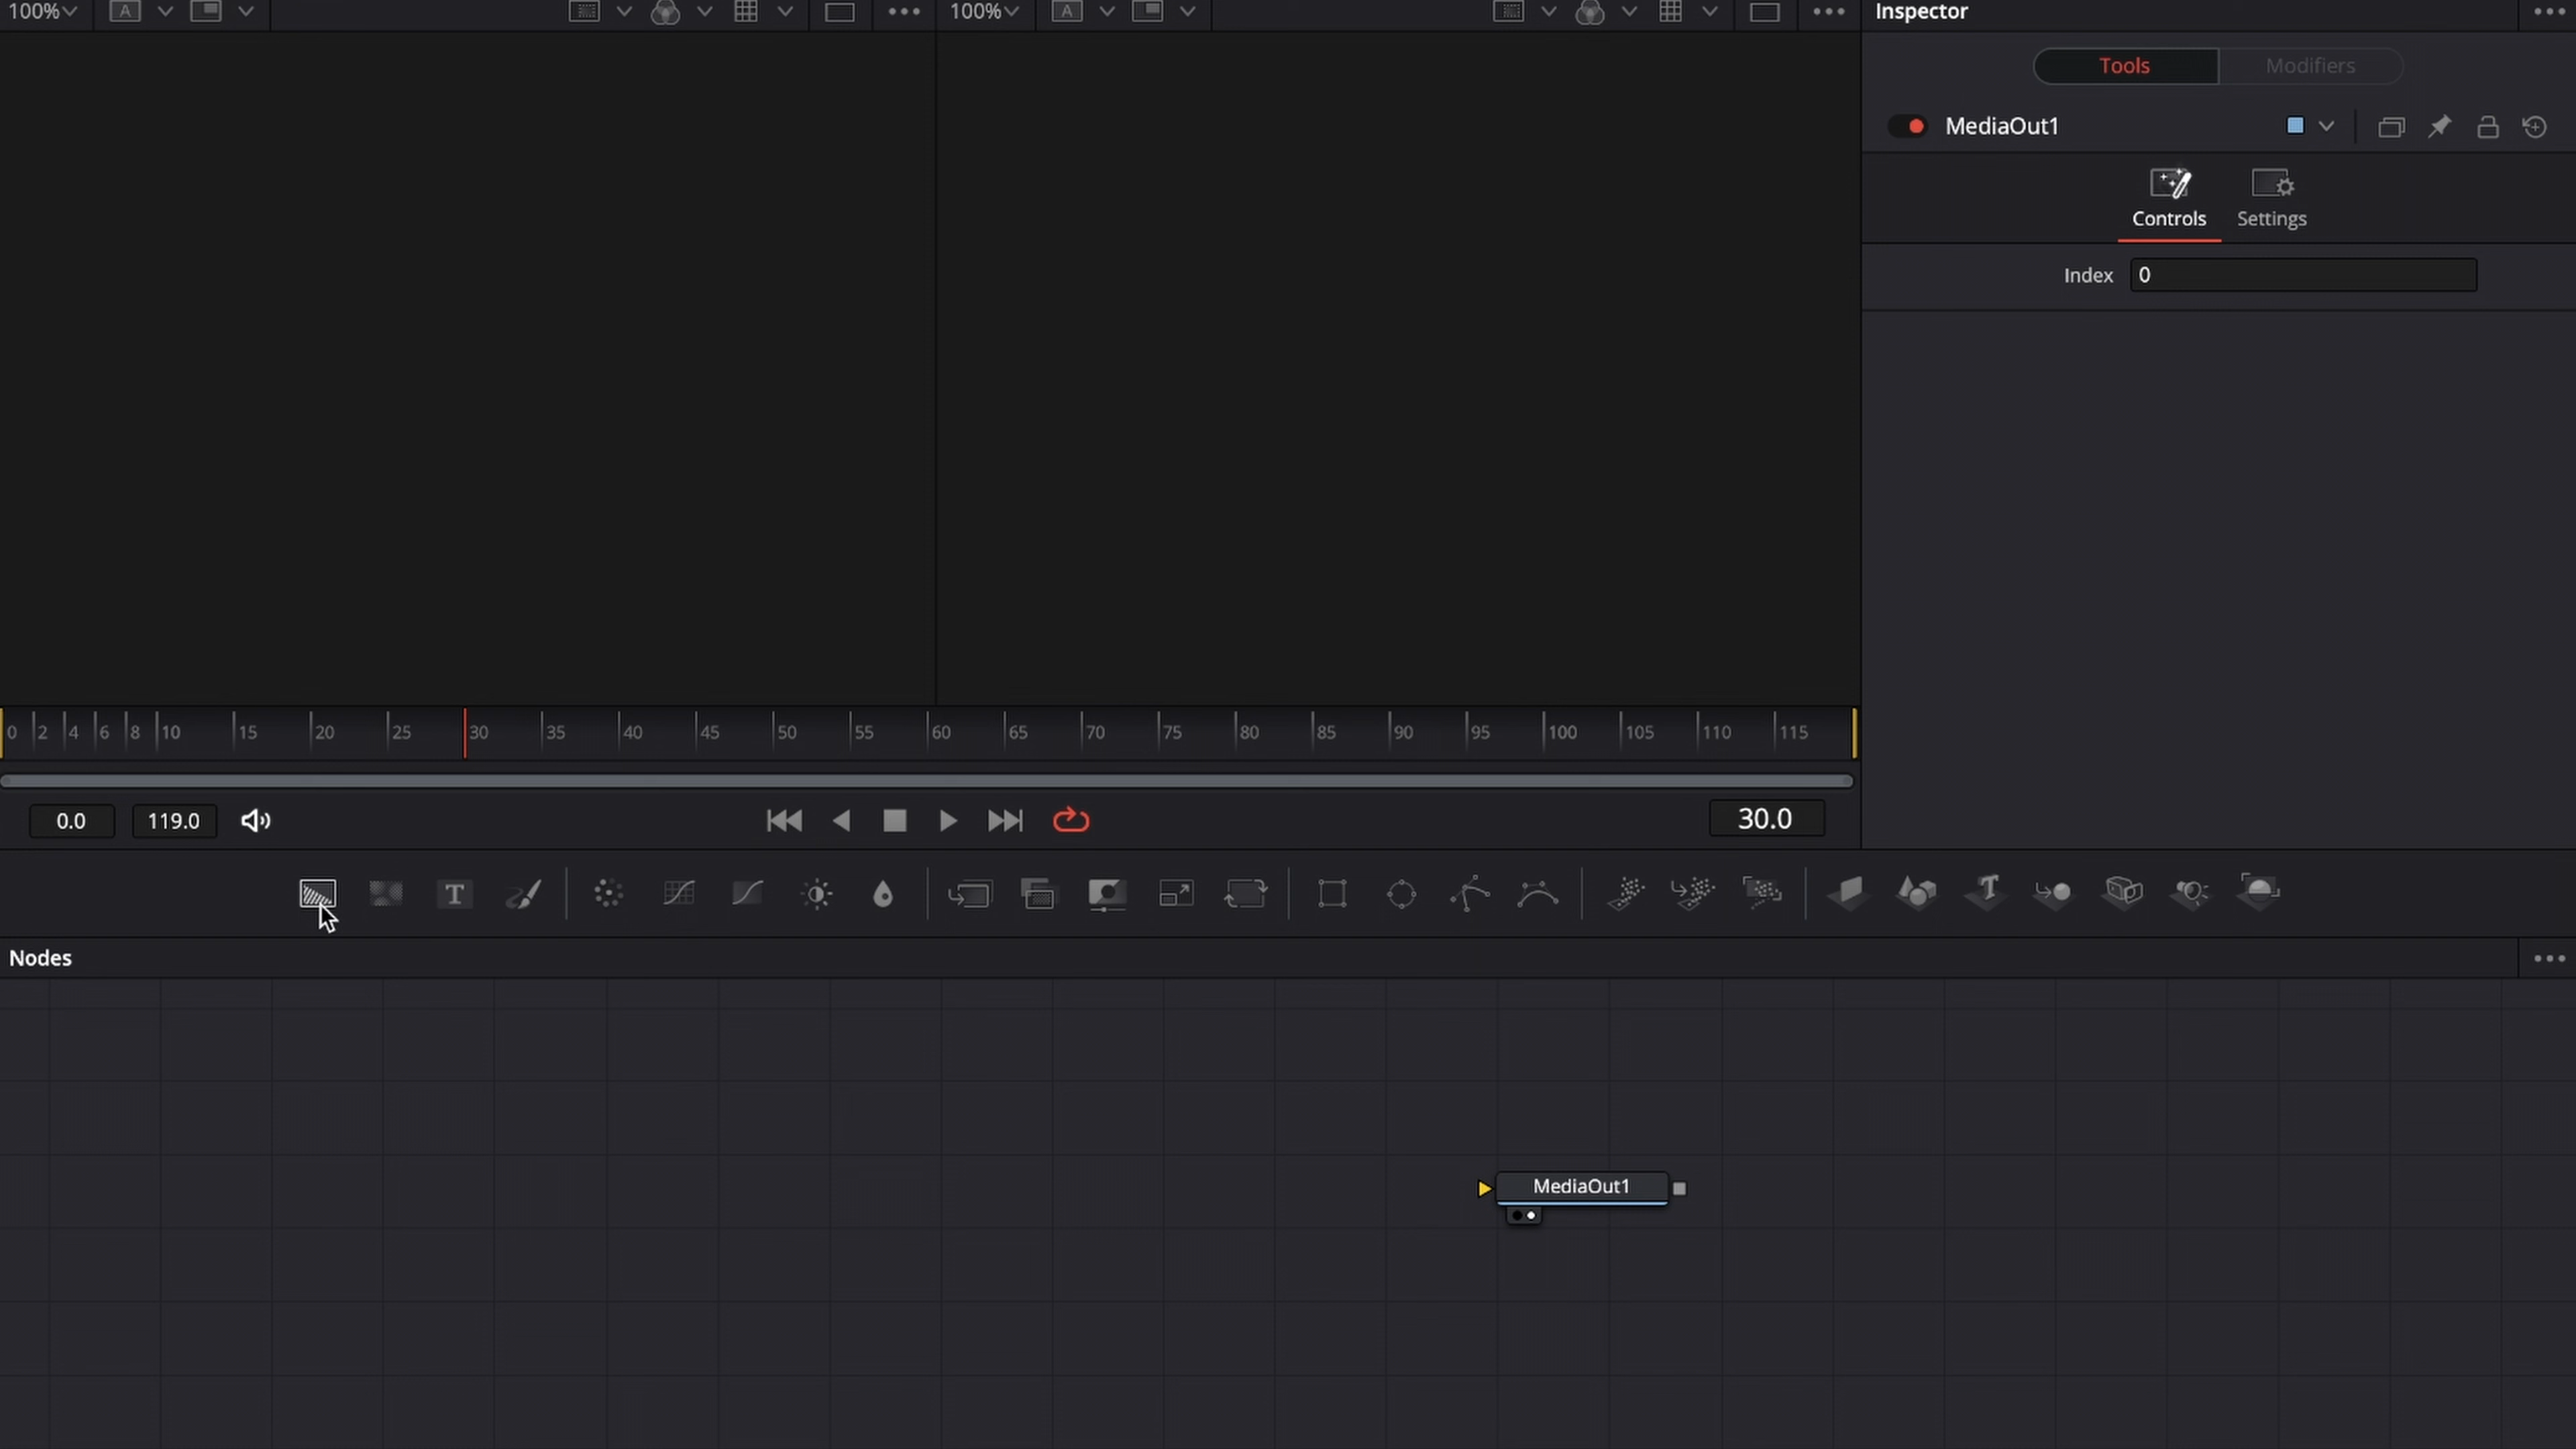 100%
A
100%
A
Inspector
Tools
Modifiers
MediaOut1
Controls
Settings
Index 0
0 2 4 6 8 10 15 20 25 30 35 40 45 50 55 60 65 70 75 80 85 90 95 100 105 110 115
0.0 119.0 30.0
T
Nodes
MediaOut1